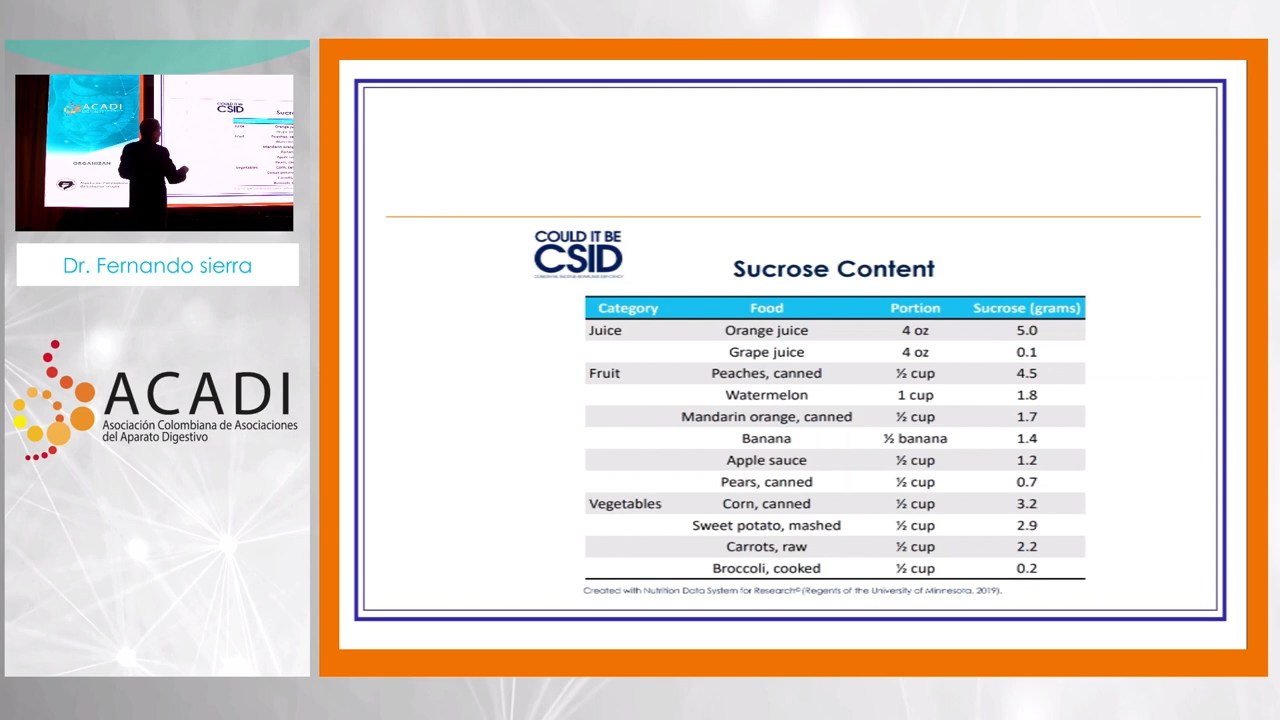 ACADI
ORGANIZAN
COULD IT BE
CSID
Dr. Fernando sierra
ACADI
Asociación Colombiana de Asociaciones
del Aparato Digestivo
COULD IT BE
CSID
Sucrose Content
Category Food Portion Sucrose (grams)
Juice Orange juice 4 oz 5.0
Grape juice 4 oz 0.1
Fruit Peaches, canned ½ cup 4.5
Watermelon 1 cup 1.8
Mandarin orange, canned ½ cup 1.7
Banana ½ banana 1.4
Apple sauce ½ cup 1.2
Pears, canned ½ cup 0.7
Vegetables Corn, canned ½ cup 3.2
Sweet potato, mashed ½ cup 2.9
Carrots, raw ½ cup 2.2
Broccoli, cooked ½ cup 0.2
Created with Nutrition Data System for Research© (Regents of the University of Minnesota, 2019).